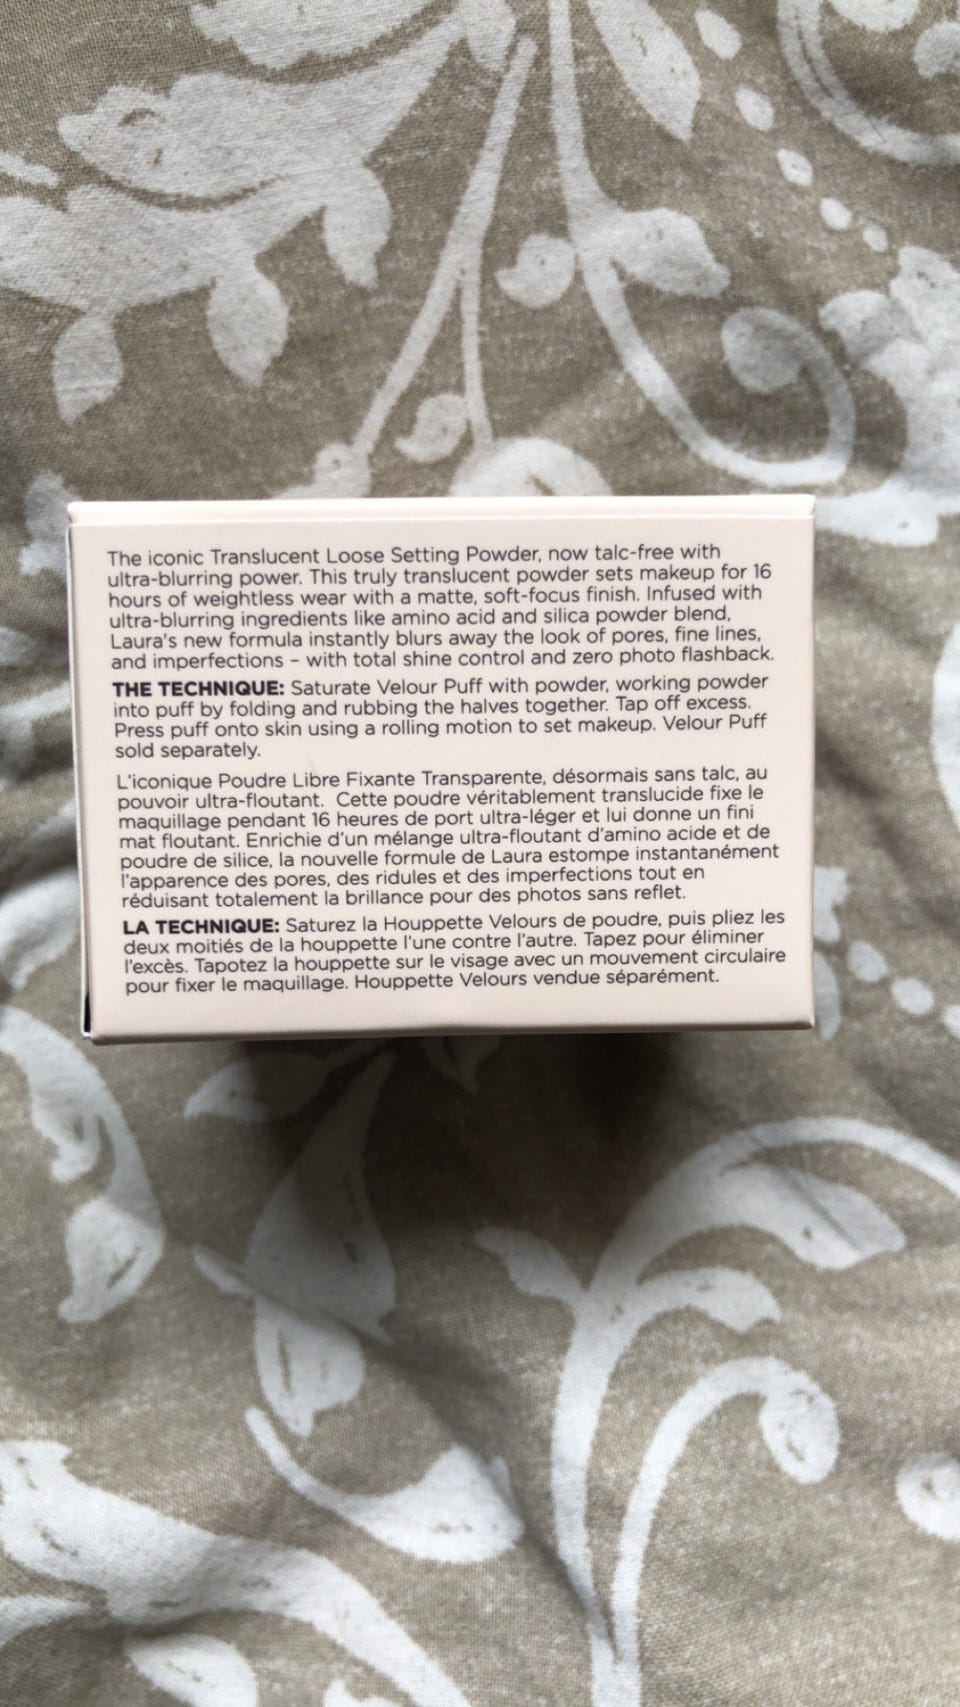 The iconic Translucent Loose Setting Powder, now talc-free with
ultra-blurring power. This truly translucent powder sets makeup for 16
hours of weightless wear with a matte, soft-focus finish. Infused with
ultra-blurring ingredients like amino acid and silica powder blend,
Laura's new formula instantly blurs away the look of pores, fine lines,
and imperfections – with total shine control and zero photo flashback.
THE TECHNIQUE: Saturate Velour Puff with powder, working powder
into puff by folding and rubbing the halves together. Tap off excess.
Press puff onto skin using a rolling motion to set makeup. Velour Puff
sold separately.
L'iconique Poudre Libre Fixante Transparente, désormais sans talc, au
pouvoir ultra-floutant. Cette poudre véritablement translucide fixe le
maquillage pendant 16 heures de port ultra-léger et lui donne un fini
mat floutant. Enrichie d'un mélange ultra-floutant d'amino acide et de
poudre de silice, la nouvelle formule de Laura estompe instantanément
l'apparence des pores, des ridules et des imperfections tout en
réduisant totalement la brillance pour des photos sans reflet.
LA TECHNIQUE: Saturez la Houppette Velours de poudre, puis pliez les
deux moitiés de la houppette l'une contre l'autre. Tapez pour éliminer
l'excès. Tapotez la houppette sur le visage avec un mouvement circulaire
pour fixer le maquillage. Houppette Velours vendue séparément.